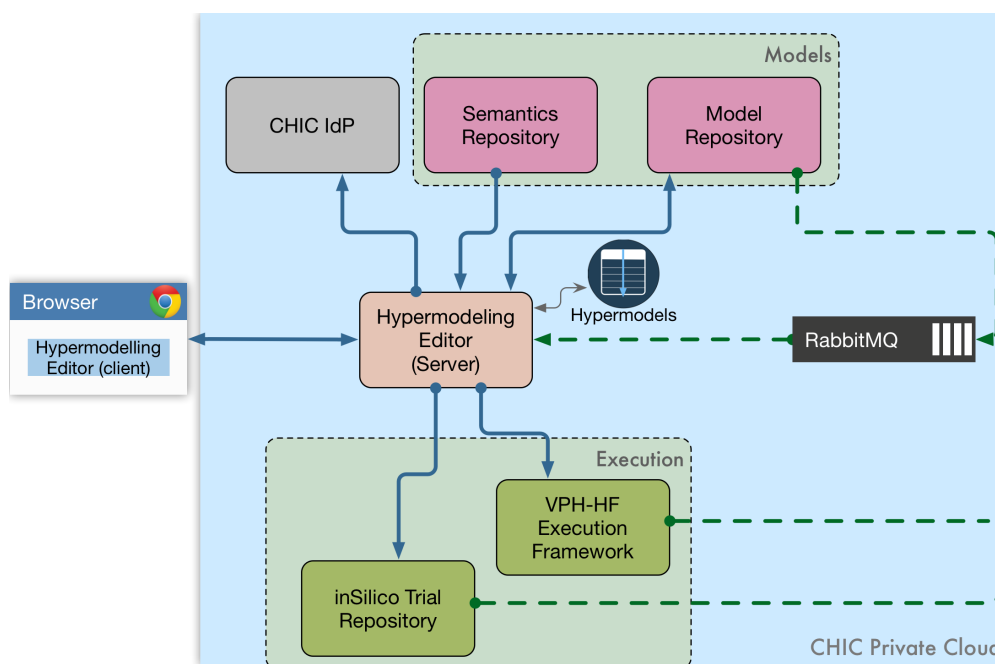 Models
CHIC IdP
Semantics
Repository
Model
Repository
Browser
Hypermodelling
Editor (client)
Hypermodeling
Editor
(Server)
Hypermodels
RabbitMQ
Execution
VPH-HF
Execution
Framework
inSilico Trial
Repository
CHIC Private Cloud